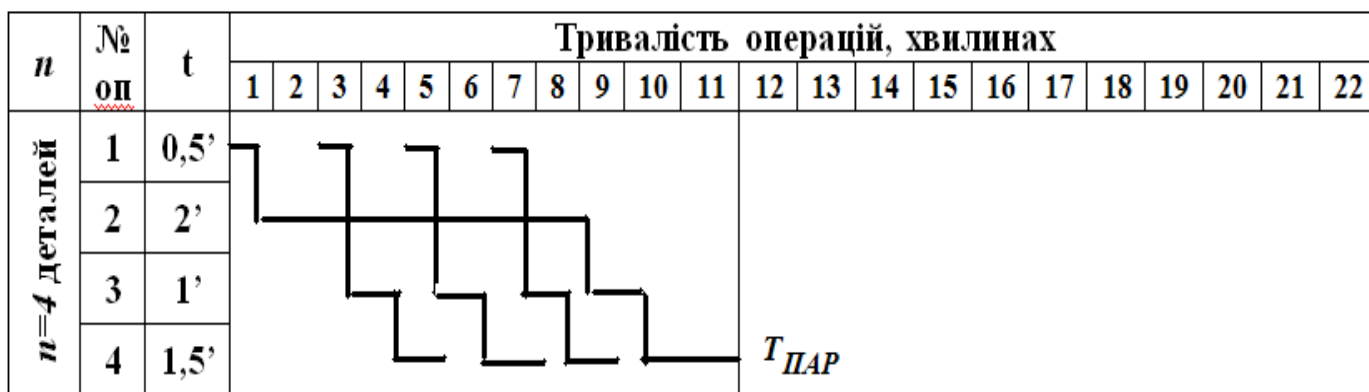 n № оп t Тривалість операцій, хвилинах
1 2 3 4 5 6 7 8 9 10 11 12 13 14 15 16 17 18 19 20 21 22
n=4 деталей
1 0,5’
2 2’
3 1’
4 1,5’
T ПАР